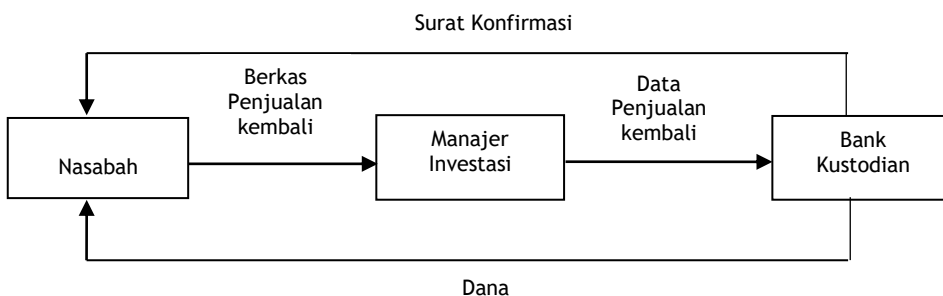 Surat Konfirmasi
Berkas
Penjualan
kembali
Data
Penjualan
kembali
Nasabah
Manajer
Investasi
Bank
Kustodian
Dana